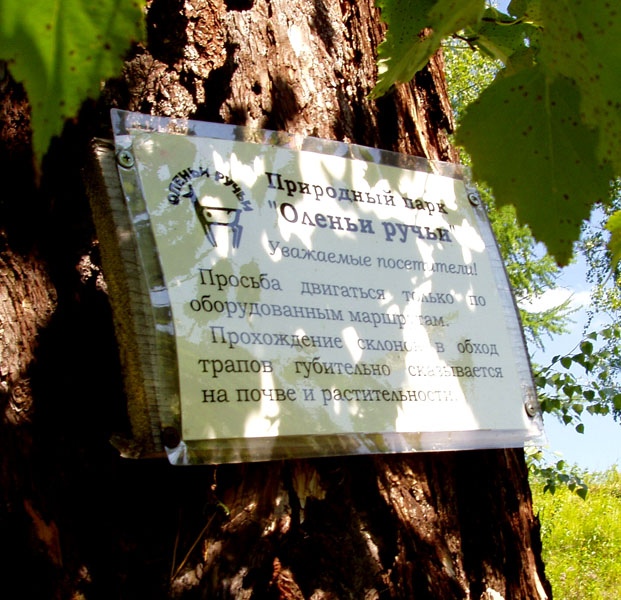 ОЛЕНЬИ РУЧЬИ
Природный парк
"Оленьи ручьи"
Уважаемые посетители!
Просьба двигаться только по
оборудованным маршрутам.
Прохождение склонов в обход
трапов губительно сказывается
на почве и растительности.